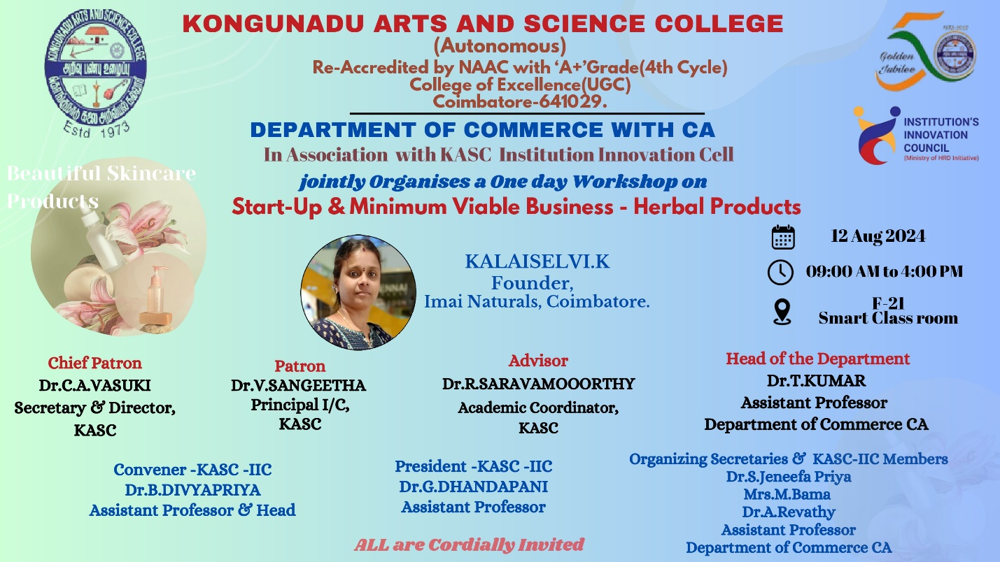 KONGUNADU ARTS AND SCIENCE COLLEGE
(Autonomous)
Re-Accredited by NAAC with ‘A+’Grade(4th Cycle)
College of Excellence(UGC)
Coimbatore-641029.
KONGUNADU ARTS AND SCIENCE COLLEGE
அறிவு பண்பு உழைப்பு
Estd 1973
Golden
Jubilee
50
INSTITUTION'S
INNOVATION
COUNCIL
(Ministry of HRD Initiative)
DEPARTMENT OF COMMERCE WITH CA
In Association with KASC Institution Innovation Cell
jointly Organises a One day Workshop on
Start-Up & Minimum Viable Business - Herbal Products
Beautiful Skincare
Products
KALAISELVI.K
Founder,
Imai Naturals, Coimbatore.
12 Aug 2024
09:00 AM to 4:00 PM
F-21
Smart Class room
Chief Patron
Dr.C.A.VASUKI
Secretary & Director,
KASC
Patron
Dr.V.SANGEETHA
Principal I/C,
KASC
Advisor
Dr.R.SARAVAMOOORTHY
Academic Coordinator,
KASC
Head of the Department
Dr.T.KUMAR
Assistant Professor
Department of Commerce CA
Convener -KASC -IIC
Dr.B.DIVYAPRIYA
Assistant Professor & Head
President -KASC -IIC
Dr.G.DHANDAPANI
Assistant Professor
Organizing Secretaries & KASC-IIC Members
Dr.S.Jeneefa Priya
Mrs.M.Bama
Dr.A.Revathy
Assistant Professor
Department of Commerce CA
ALL are Cordially Invited